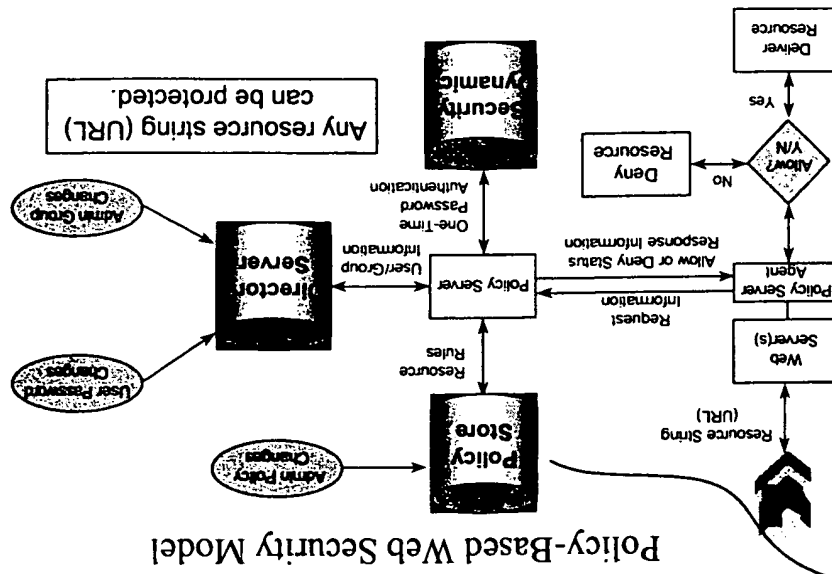 Policy-Based Web Security Model
Admin Policy
Changes
Policy
Store
Resource String
(URL)
User Password
Changes
Resource
Rules
Web
Server(s)
Request
Information
Policy Server
Agent
Allow or Deny Status
Response Information
Policy Server
User/Group
Information
Director
Server
One-Time
Password
Authentication
Admin Group
Changes
Allow?
Y/N
No
Deny
Resource
Yes
Security
Dynamic
Any resource string (URL)
can be protected.
Deliver
Resource